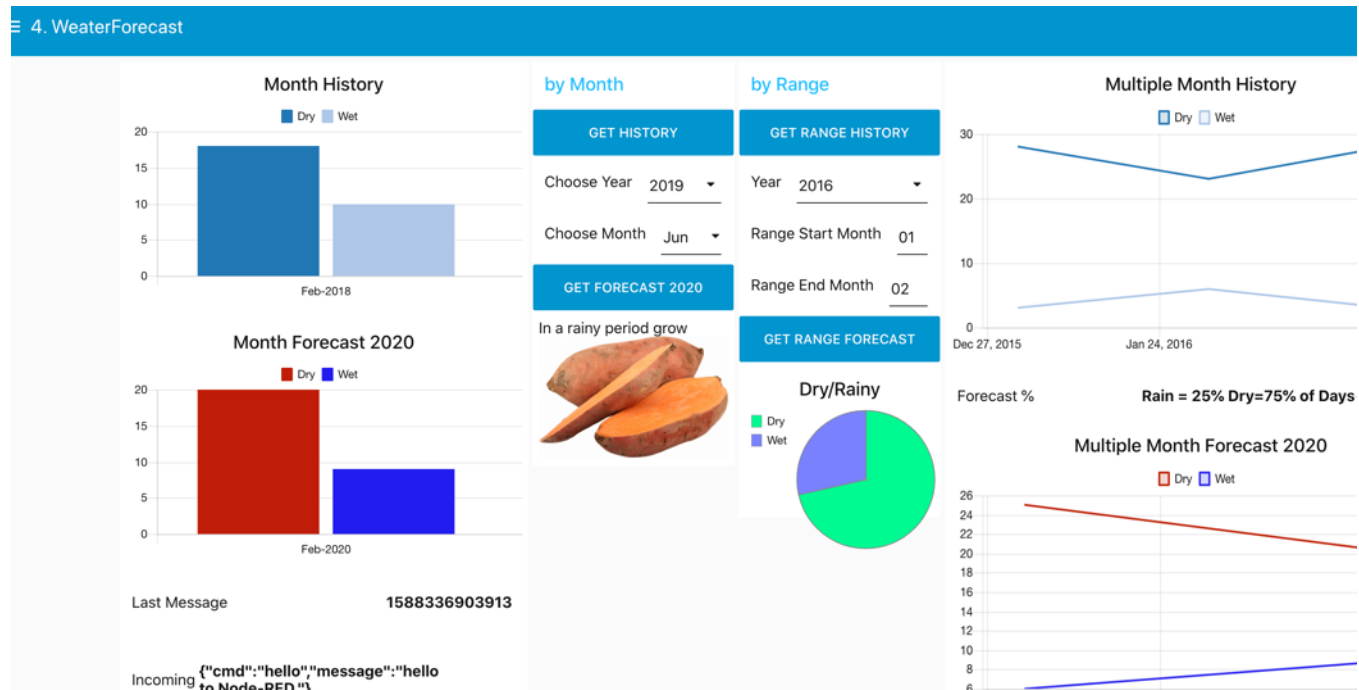 4. WeaterForecast
Month History
Dry Wet
20
15
10
5
0
Feb-2018
Month Forecast 2020
Dry Wet
20
15
10
5
0
Feb-2020
Last Message 1588336903913
Incoming {"cmd":"hello","message":"hello
to Node-RED."}
by Month
GET HISTORY
Choose Year 2019
Choose Month Jun
GET FORECAST 2020
In a rainy period grow
by Range
GET RANGE HISTORY
Year 2016
Range Start Month 01
Range End Month 02
GET RANGE FORECAST
Dry/Rainy
Dry
Wet
Multiple Month History
Dry Wet
30
20
10
0
Dec 27, 2015 Jan 24, 2016
Forecast % Rain = 25% Dry=75% of Days
Multiple Month Forecast 2020
Dry Wet
26
24
22
20
18
16
14
12
10
8
6